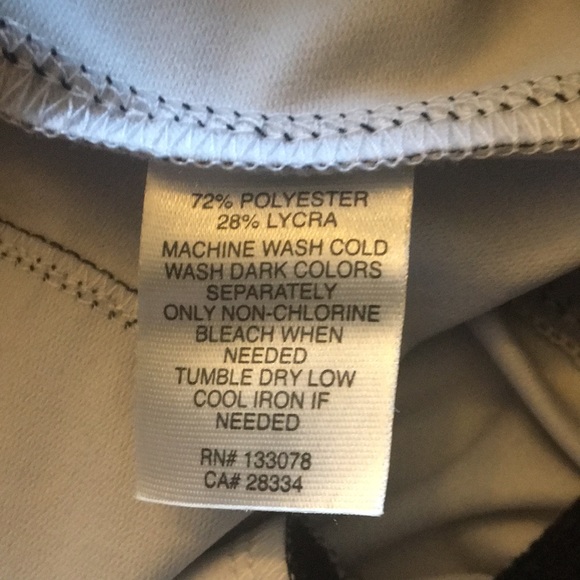 72% POLYESTER
28% LYCRA
MACHINE WASH COLD
WASH DARK COLORS
SEPARATELY
ONLY NON-CHLORINE
BLEACH WHEN
NEEDED
TUMBLE DRY LOW
COOL IRON IF
NEEDED
RN# 133078
CA# 28334